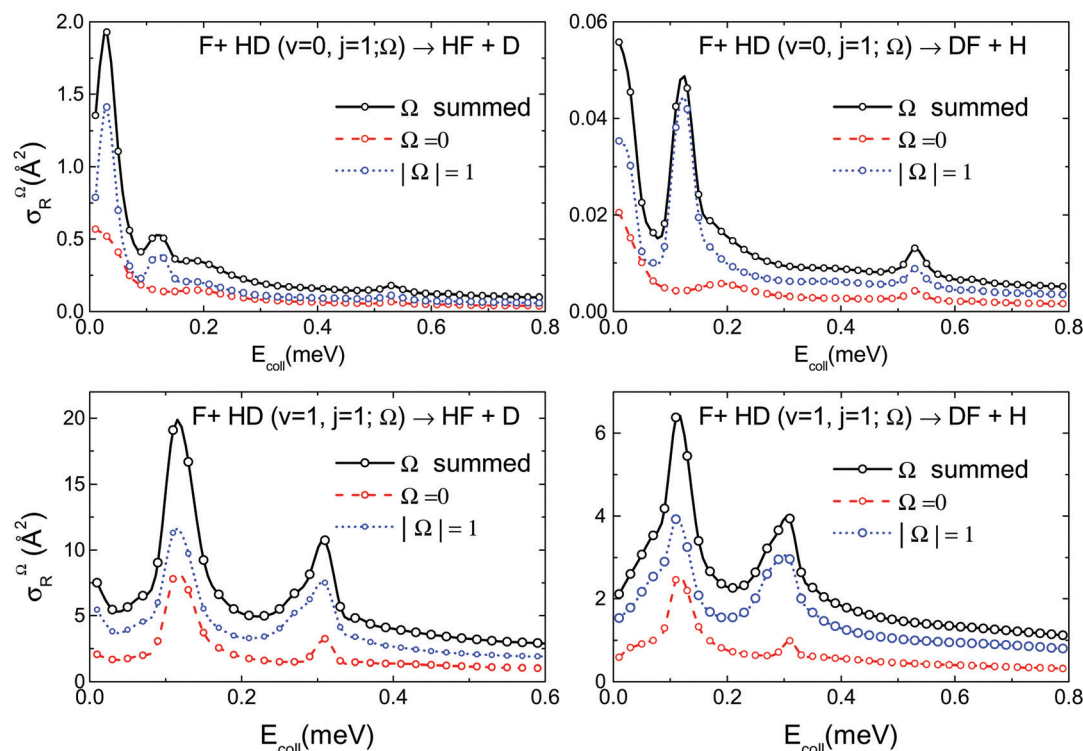 F+ HD (v=0, j=1;Ω) → HF + D
Ω summed
Ω =0
| Ω | = 1
σ_R^Ω (Å²)
2.0
1.5
1.0
0.5
0.0
0.0 0.2 0.4 0.6 0.8
E_coll(meV)
F+ HD (v=0, j=1; Ω) → DF + H
Ω summed
Ω =0
| Ω | = 1
0.06
0.04
0.02
0.00
0.0 0.2 0.4 0.6 0.8
E_coll(meV)
F+ HD (v=1, j=1; Ω) → HF + D
Ω summed
Ω =0
| Ω | = 1
σ_R^Ω (Å²)
20
15
10
5
0
0.0 0.2 0.4 0.6
E_coll(meV)
F+ HD (v=1, j=1; Ω) → DF + H
Ω summed
Ω =0
| Ω | = 1
6
4
2
0
0.0 0.2 0.4 0.6 0.8
E_coll(meV)